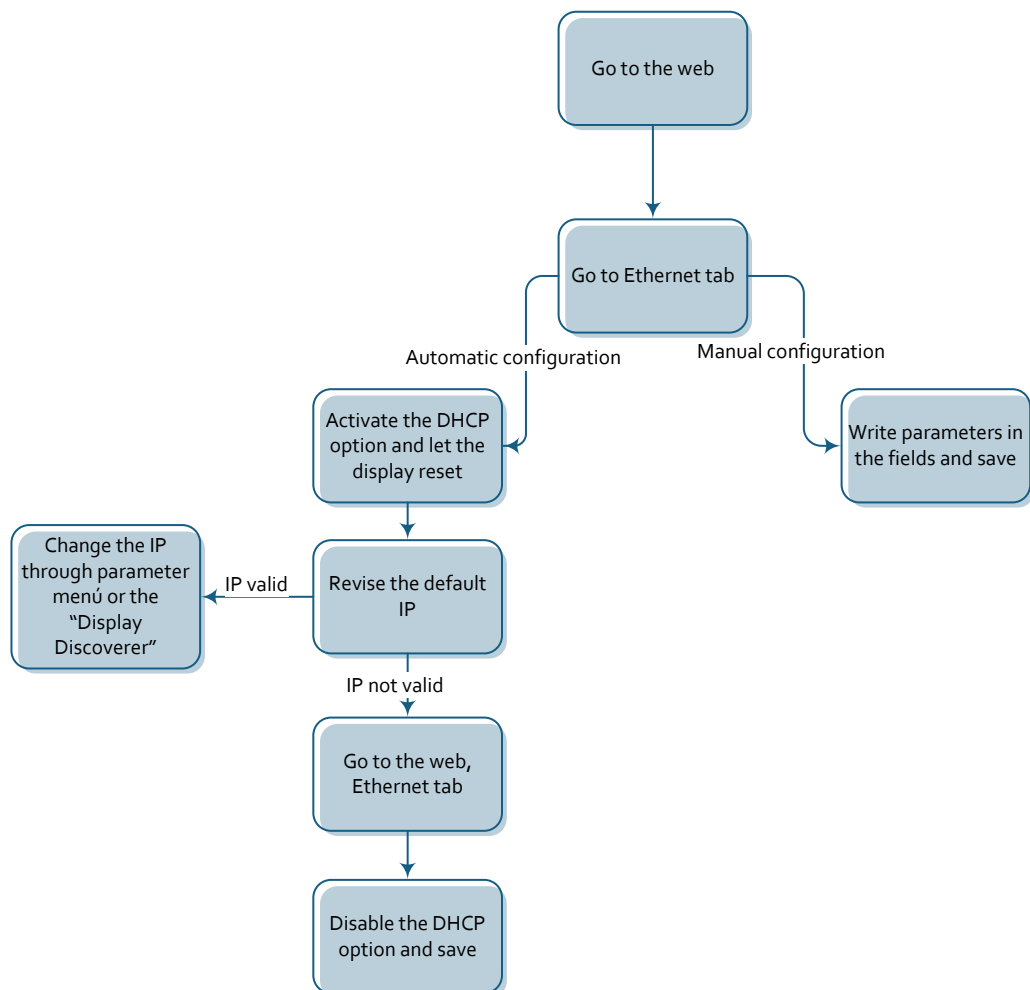 Go to the web
Go to Ethernet tab
Automatic configuration
Manual configuration
Activate the DHCP
option and let the
display reset
Write parameters in
the fields and save
Change the IP
through parameter
menú or the
“Display
Discoverer”
IP valid
Revise the default
IP
IP not valid
Go to the web,
Ethernet tab
Disable the DHCP
option and save